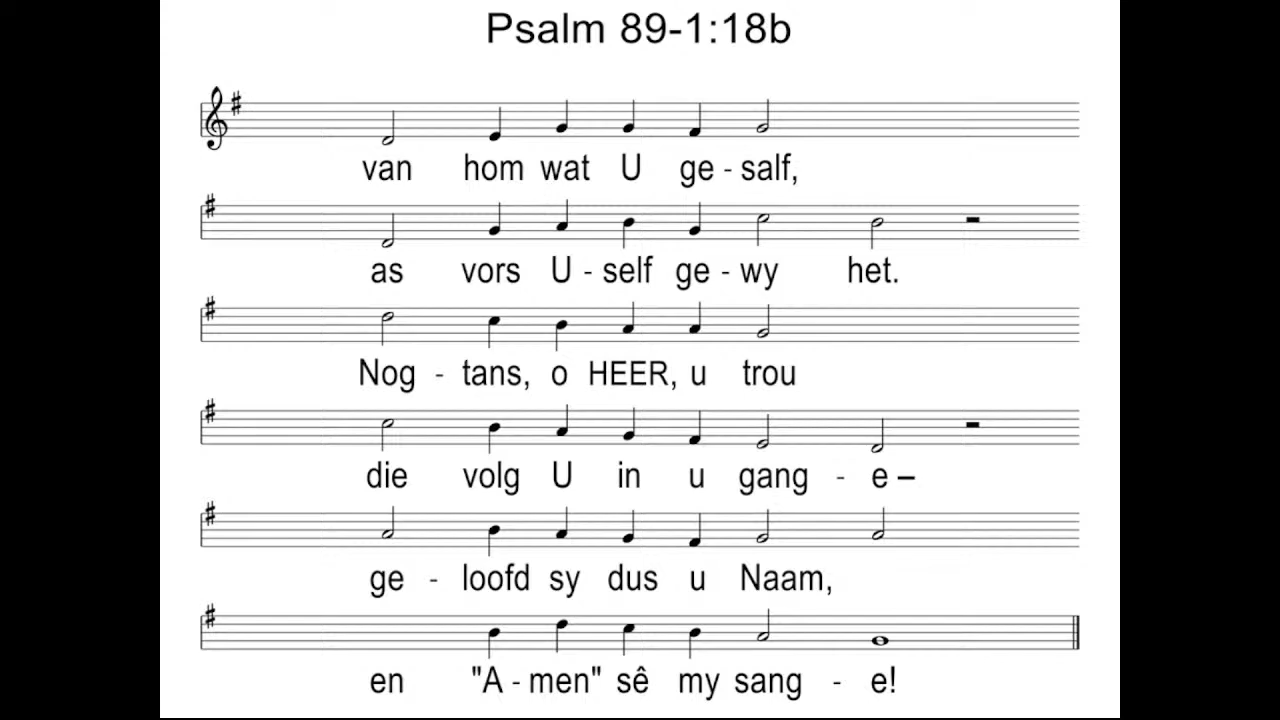 Psalm 89-1:18b
van hom wat U ge - salf,
as vors U - self ge - wy het.
Nog - tans, o HEER, u trou
die volg U in u gang - e –
ge - loofd sy dus u Naam,
en "A - men" sê my sang - e!